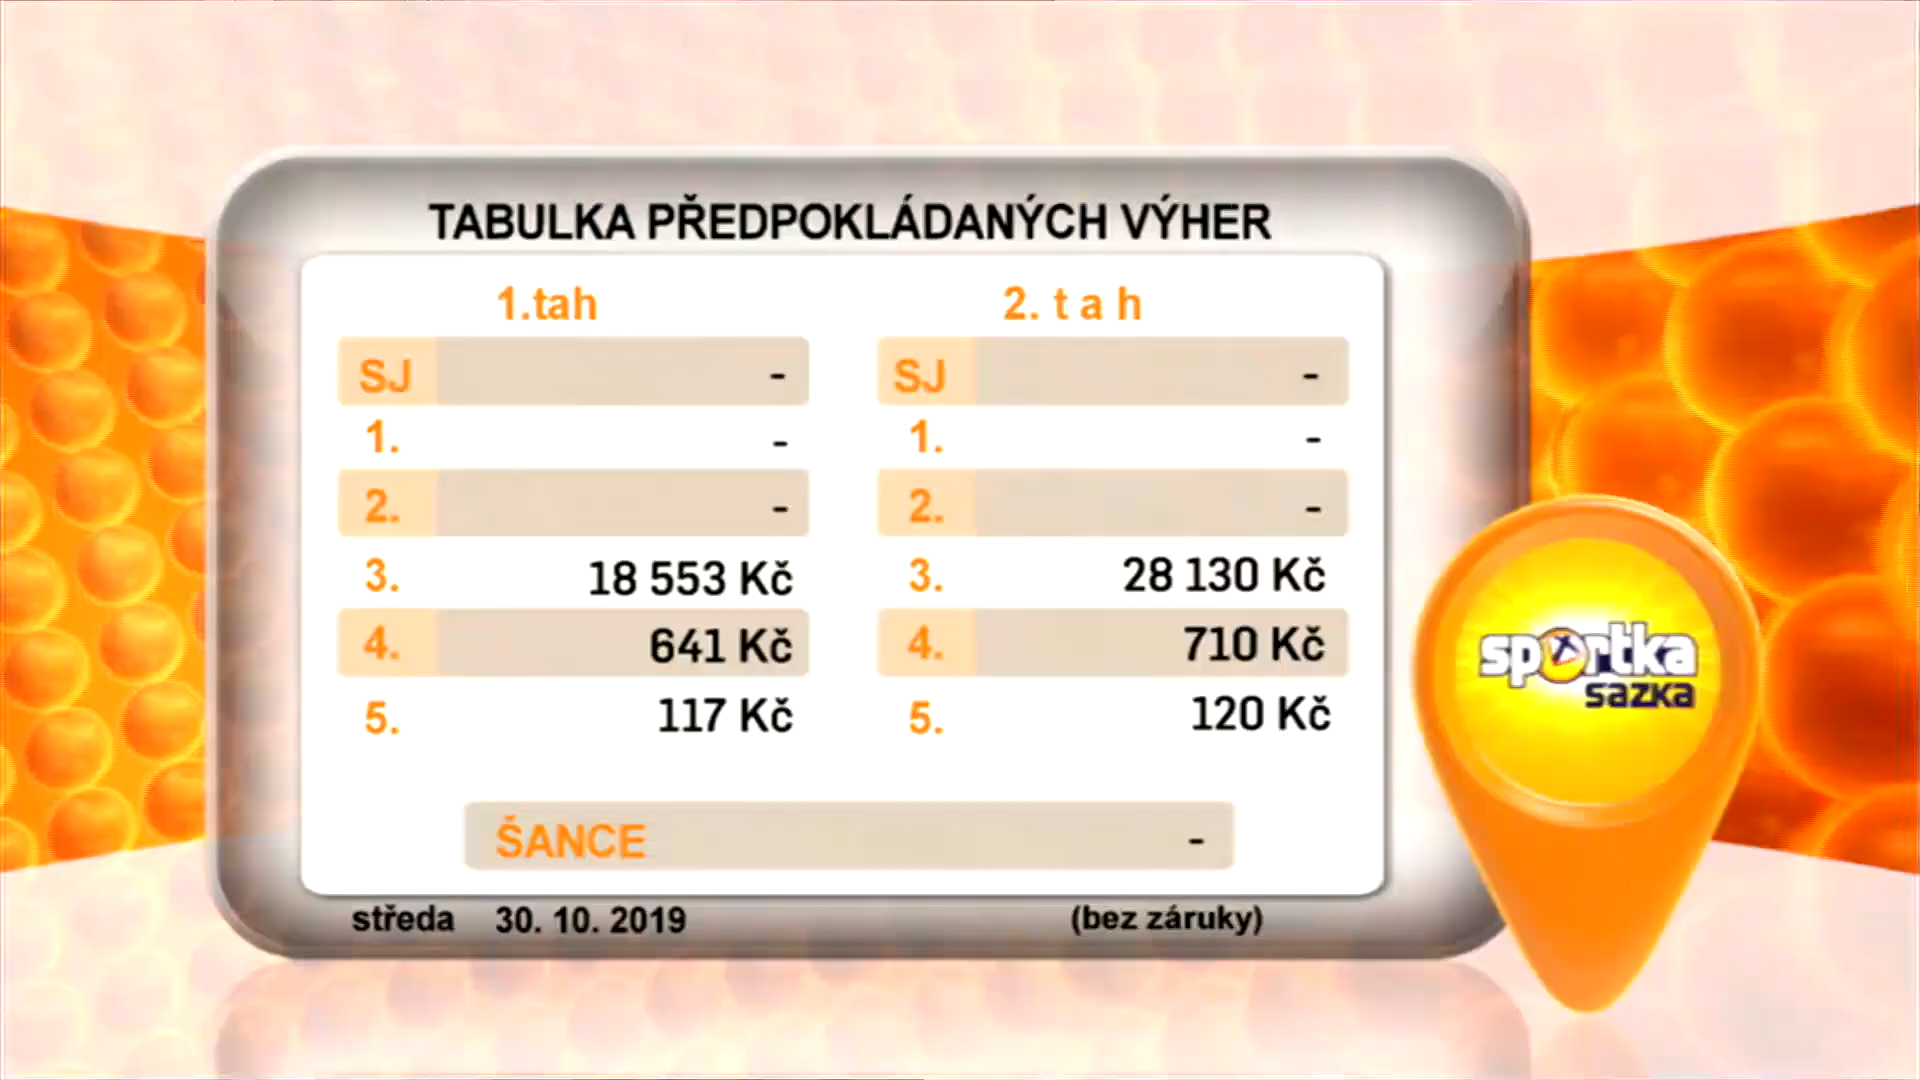 TABULKA PŘEDPOKLÁDANÝCH VÝHER
1.tah
SJ -
1. -
2. -
3. 18 553 Kč
4. 641 Kč
5. 117 Kč
2. t a h
SJ -
1. -
2. -
3. 28 130 Kč
4. 710 Kč
5. 120 Kč
ŠANCE -
středa 30. 10. 2019 (bez záruky)
sportka
sazka